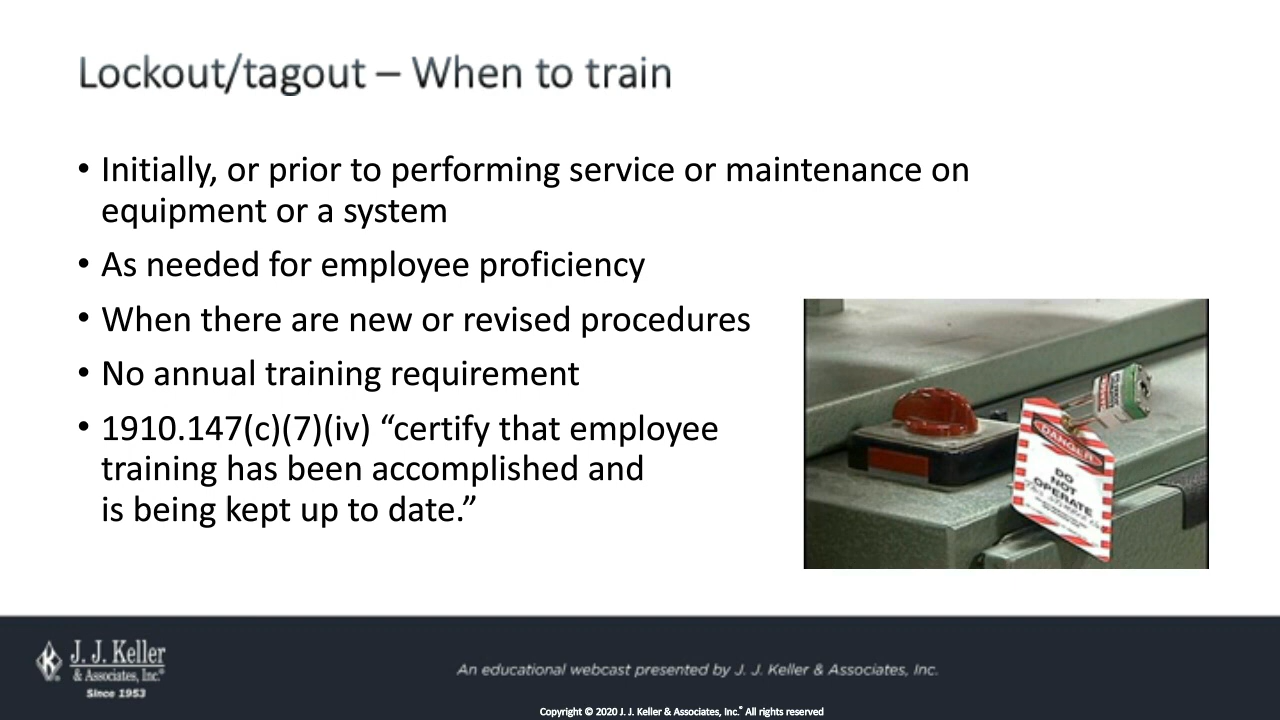 Lockout/tagout – When to train
• Initially, or prior to performing service or maintenance on
equipment or a system
• As needed for employee proficiency
• When there are new or revised procedures
• No annual training requirement
• 1910.147(c)(7)(iv) “certify that employee
training has been accomplished and
is being kept up to date.”
DANGER
DO
NOT
OPERATE
J. J. Keller
& Associates, Inc.®
Since 1953
An educational webcast presented by J. J. Keller & Associates, Inc.
Copyright © 2020 J. J. Keller & Associates, Inc.® All rights reserved